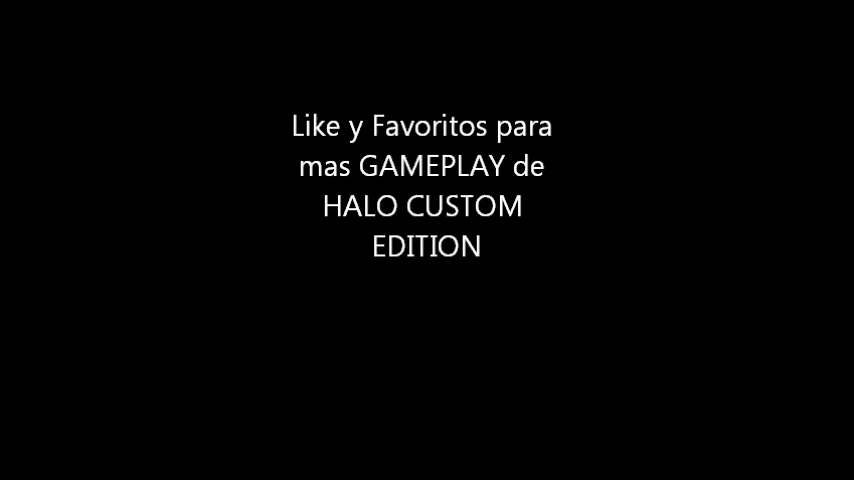 Like y Favoritos para
mas GAMEPLAY de
HALO CUSTOM
EDITION